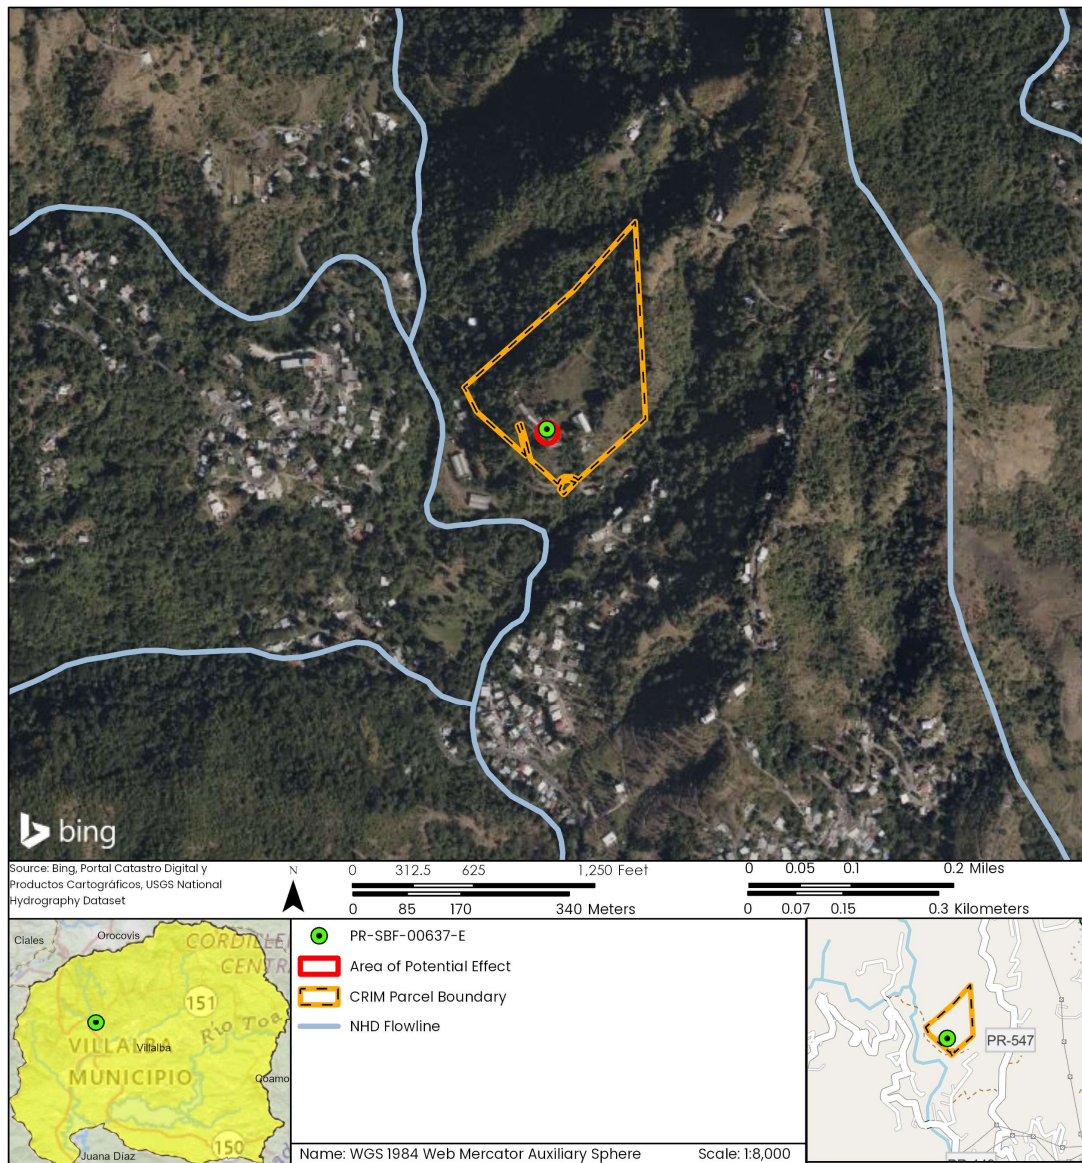 bing
Source: Bing, Portal Catastro Digital y
Productos Cartográficos, USGS National
Hydrography Dataset
N
0 312.5 625 1,250 Feet
0 85 170 340 Meters
0 0.05 0.1 0.2 Miles
0 0.07 0.15 0.3 Kilometers
Ciales
Orocovis
151
VILLALBA
Villalba
MUNICIPIO
Coamo
150
Juana Díaz
PR-SBF-00637-E
Area of Potential Effect
CRIM Parcel Boundary
NHD Flowline
Name: WGS 1984 Web Mercator Auxiliary Sphere
Scale: 1:8,000
PR-547